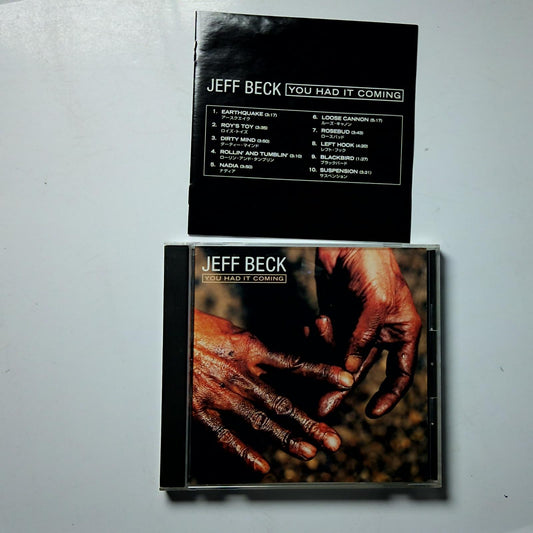 JEFF BECK YOU HAD IT COMING
1. EARTHQUAKE (3:17)
アースクエイク
2. ROY'S TOY (3:35)
ロイズ・トイズ
3. DIRTY MIND (3:50)
ダーティー・マインド
4. ROLLIN' AND TUMBLIN' (3:10)
ローリン・アンド・タンブリン
5. NADIA (3:50)
ナディア
6. LOOSE CANNON (5:17)
ルーズ・キャノン
7. ROSEBUD (3:43)
ローズバッド
8. LEFT HOOK (4:20)
レフト・フック
9. BLACKBIRD (1:27)
ブラックバード
10. SUSPENSION (3:21)
サスペンション
JEFF BECK
YOU HAD IT COMING